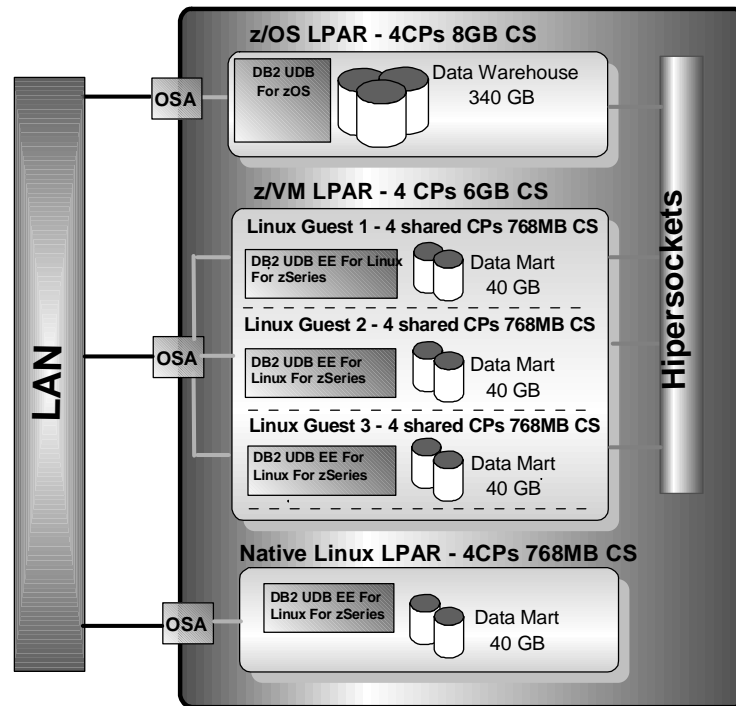 z/OS LPAR - 4CPs 8GB CS
OSA
DB2 UDB
For zOS
Data Warehouse
340 GB
z/VM LPAR - 4 CPs 6GB CS
Linux Guest 1 - 4 shared CPs 768MB CS
DB2 UDB EE For Linux
For zSeries
Data Mart
40 GB
Linux Guest 2 - 4 shared CPs 768MB CS
OSA
DB2 UDB EE For
Linux For zSeries
Data Mart
40 GB
Linux Guest 3 - 4 shared CPs 768MB CS
DB2 UDB EE For
Linux For zSeries
Data Mart
40 GB
Native Linux LPAR - 4CPs 768MB CS
OSA
DB2 UDB EE For
Linux For zSeries
Data Mart
40 GB
LAN
Hipersockets